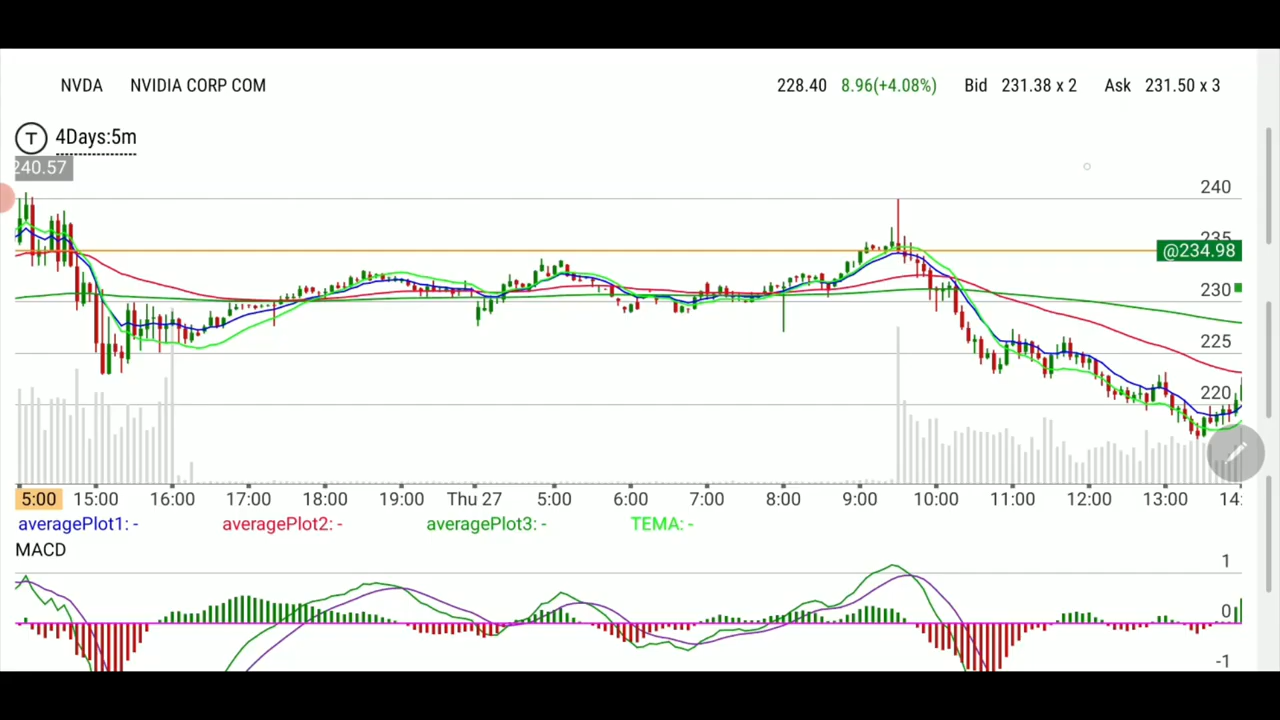 NVDA NVIDIA CORP COM 228.40 8.96(+4.08%) Bid 231.38 x 2 Ask 231.50 x 3
T 4Days:5m
240.57
240
235
@234.98
230
225
220
5:00 15:00 16:00 17:00 18:00 19:00 Thu 27 5:00 6:00 7:00 8:00 9:00 10:00 11:00 12:00 13:00 14:
averagePlot1: - averagePlot2: - averagePlot3: - TEMA: -
MACD
1
0
-1